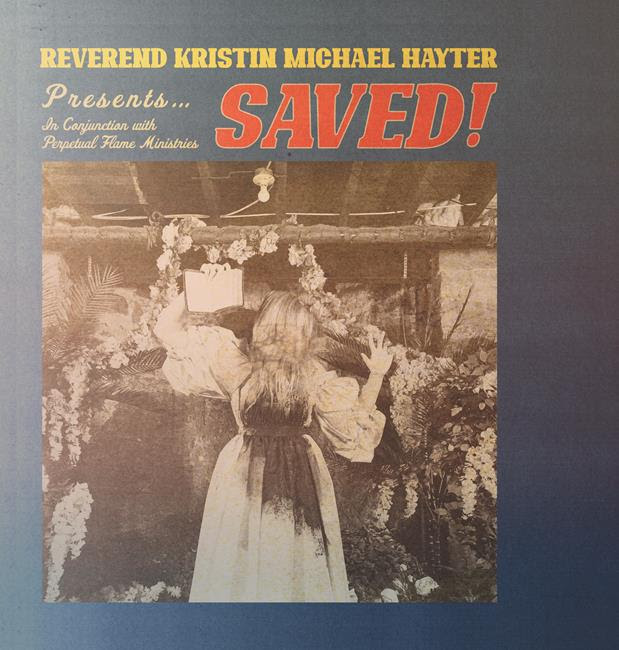 REVEREND KRISTIN MICHAEL HAYTER
Presents...
In Conjunction with
Perpetual Flame Ministries
SAVED!